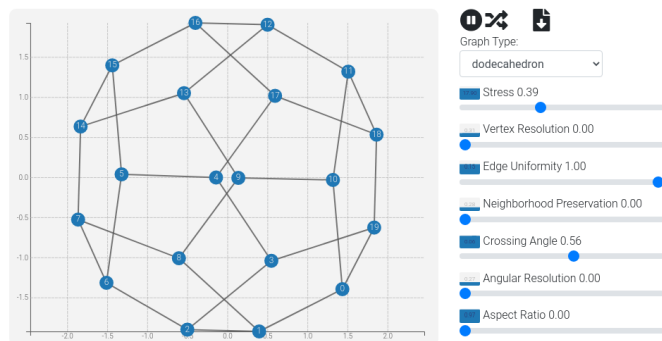 Graph Type:
dodecahedron
Stress 0.39
Vertex Resolution 0.00
Edge Uniformity 1.00
Neighborhood Preservation 0.00
Crossing Angle 0.56
Angular Resolution 0.00
Aspect Ratio 0.00
16
12
1.5
15
11
13
17
1.0
14
18
0.5
5
4
9
10
0.0
7
19
-0.5
8
3
-1.0
6
0
1.5
2
1
-2.0 -1.0 -1.0 -0.5 0.0 0.5 1.0 2.0